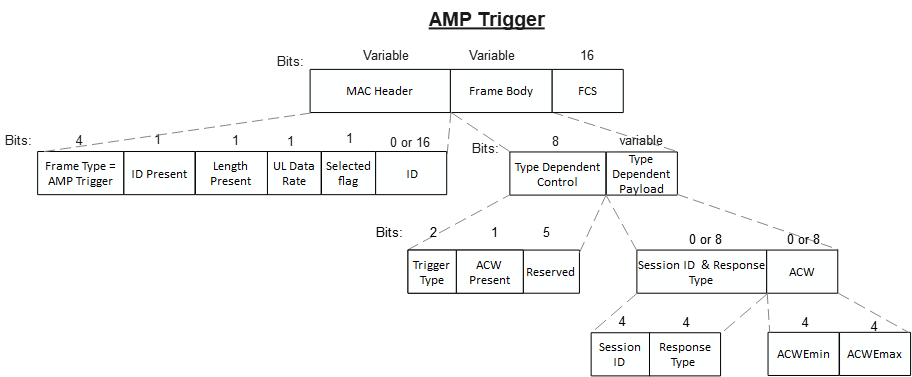 AMP Trigger
Bits: Variable Variable 16
MAC Header Frame Body FCS
Bits: 4 1 1 1 1 0 or 16
Frame Type =
AMP Trigger
ID Present
Length
Present
UL Data
Rate
Selected
flag
ID
Bits: 8 variable
Type Dependent
Control
Type
Dependent
Payload
Bits: 2 1 5
Trigger
Type
ACW
Present
Reserved
0 or 8 0 or 8
Session ID & Response
Type
ACW
4 4
Session
ID
Response
Type
4 4
ACWEmin ACWEmax